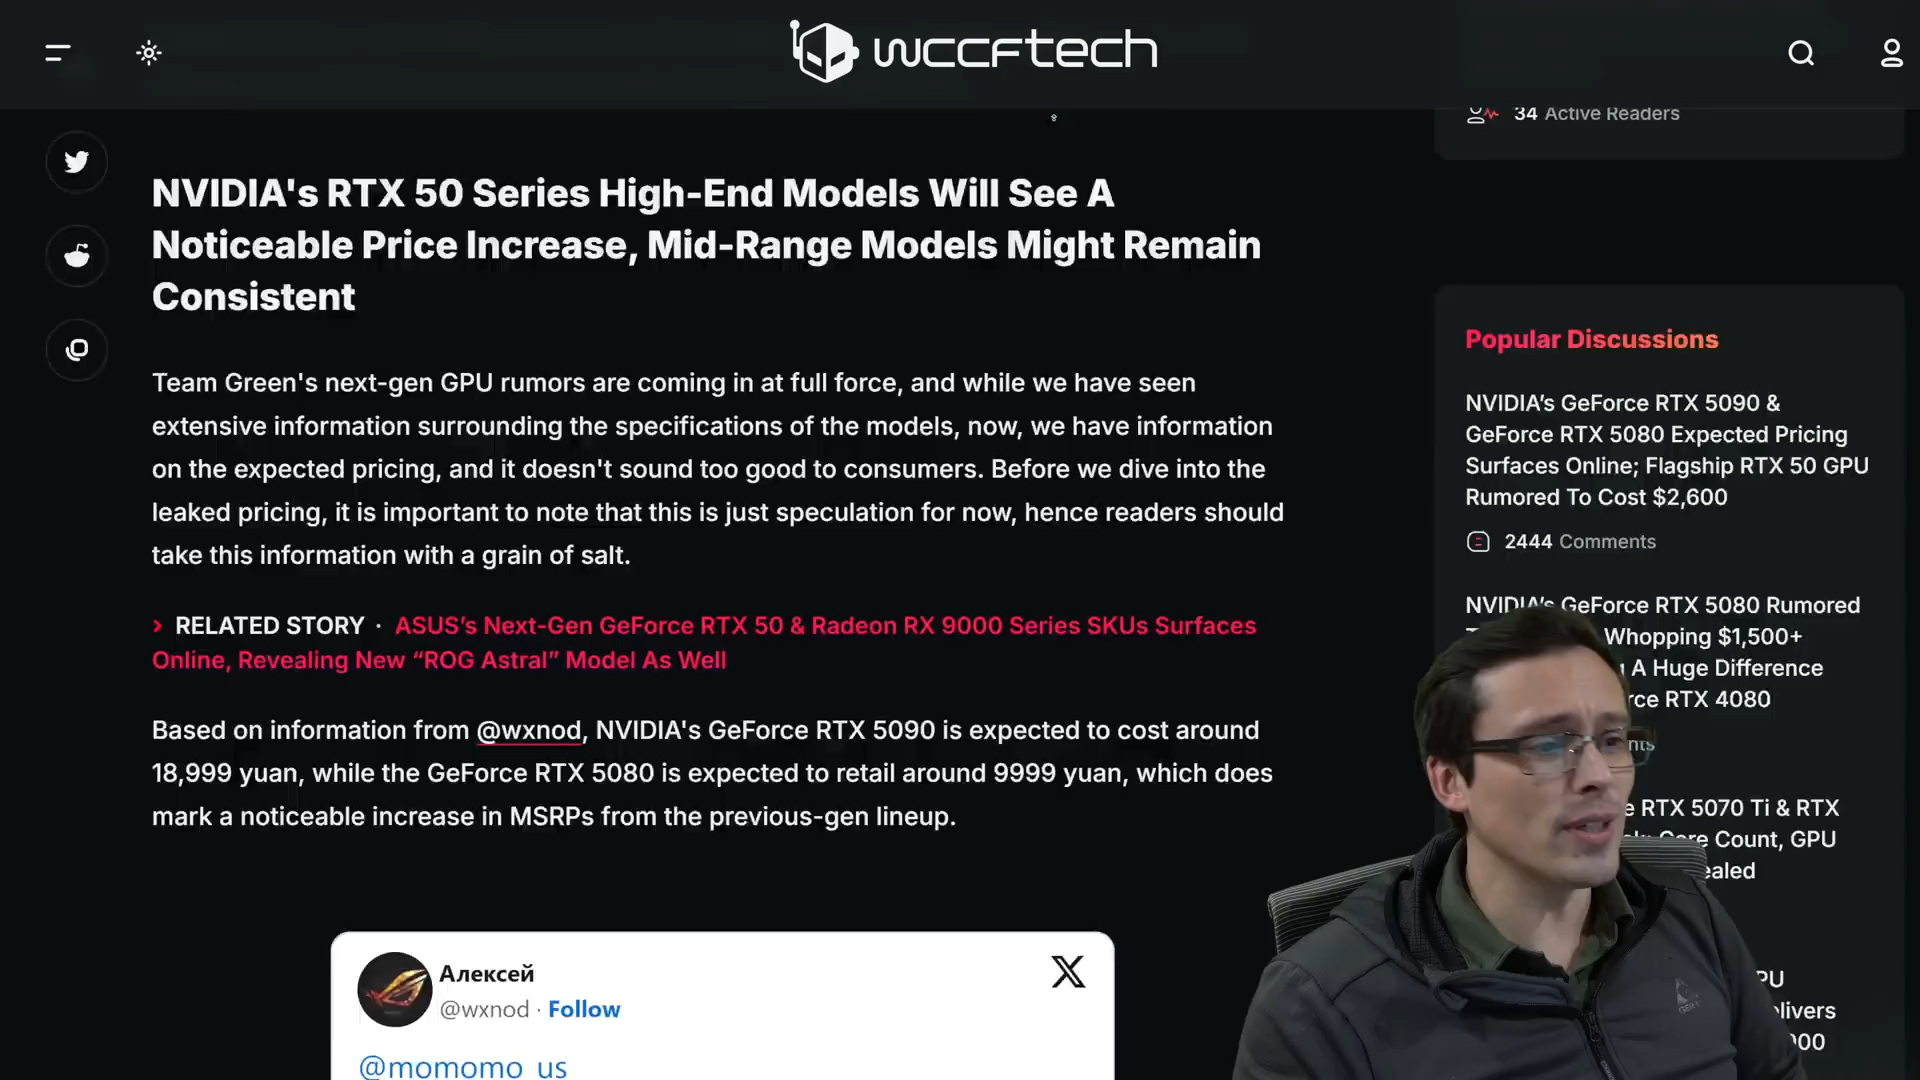 wccftech
34 Active Readers
NVIDIA's RTX 50 Series High-End Models Will See A
Noticeable Price Increase, Mid-Range Models Might Remain
Consistent
Team Green's next-gen GPU rumors are coming in at full force, and while we have seen
extensive information surrounding the specifications of the models, now, we have information
on the expected pricing, and it doesn't sound too good to consumers. Before we dive into the
leaked pricing, it is important to note that this is just speculation for now, hence readers should
take this information with a grain of salt.
RELATED STORY · ASUS's Next-Gen GeForce RTX 50 & Radeon RX 9000 Series SKUs Surfaces
Online, Revealing New “ROG Astral” Model As Well
Based on information from @wxnod, NVIDIA's GeForce RTX 5090 is expected to cost around
18,999 yuan, while the GeForce RTX 5080 is expected to retail around 9999 yuan, which does
mark a noticeable increase in MSRPs from the previous-gen lineup.
Алексей
@wxnod · Follow
@momomo_us
Popular Discussions
NVIDIA’s GeForce RTX 5090 &
GeForce RTX 5080 Expected Pricing
Surfaces Online; Flagship RTX 50 GPU
Rumored To Cost $2,600
2444 Comments
NVIDIA’s GeForce RTX 5080 Rumored
Whopping $1,500+
A Huge Difference
RTX 4080
RTX 5070 Ti & RTX
Core Count, GPU